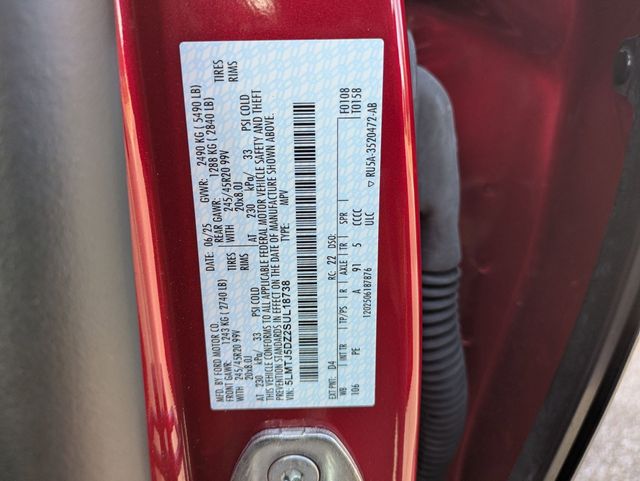 MFD. BY FORD MOTOR CO. DATE: 06/25 GVWR: 2490 KG ( 5490 LB)
FRONT GAWR: 1243 KG ( 2740 LB) REAR GAWR: 1288 KG ( 2840 LB)
WITH 245/45R20 99V TIRES WITH 245/45R20 99V TIRES
20x8.0J RIMS 20x8.0J RIMS
AT 230 kPa/ 33 PSI COLD AT 230 kPa/ 33 PSI COLD
THIS VEHICLE CONFORMS TO ALL APPLICABLE FEDERAL MOTOR VEHICLE SAFETY AND THEFT
PREVENTION STANDARDS IN EFFECT ON THE DATE OF MANUFACTURE SHOWN ABOVE.
VIN: 5LMTJ5DZ2SUL18738 TYPE: MPV
EXT PNT: D4 RC: 22 DSO: F0108
T0158
WB INT TR TP/PS R AXLE TR SPR
106 PE A 91 5 CCCC
ULC
1202506187876 RU5A-3520472-AB